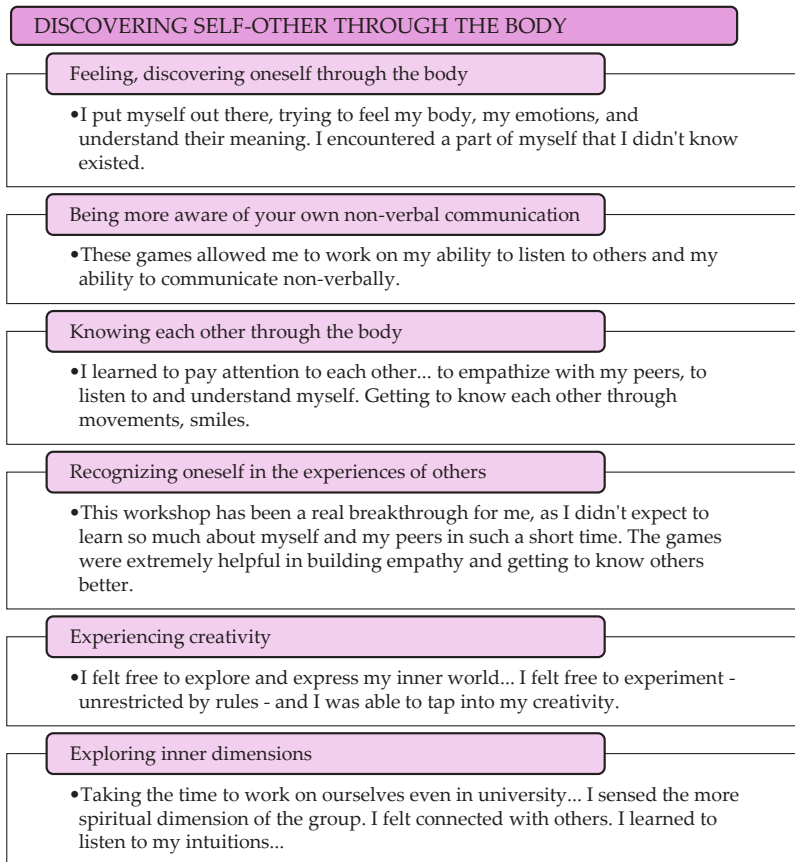 DISCOVERING SELF-OTHER THROUGH THE BODY
Feeling, discovering oneself through the body
•I put myself out there, trying to feel my body, my emotions, and
understand their meaning. I encountered a part of myself that I didn't know
existed.
Being more aware of your own non-verbal communication
•These games allowed me to work on my ability to listen to others and my
ability to communicate non-verbally.
Knowing each other through the body
•I learned to pay attention to each other... to empathize with my peers, to
listen to and understand myself. Getting to know each other through
movements, smiles.
Recognizing oneself in the experiences of others
•This workshop has been a real breakthrough for me, as I didn't expect to
learn so much about myself and my peers in such a short time. The games
were extremely helpful in building empathy and getting to know others
better.
Experiencing creativity
•I felt free to explore and express my inner world... I felt free to experiment -
unrestricted by rules - and I was able to tap into my creativity.
Exploring inner dimensions
•Taking the time to work on ourselves even in university... I sensed the more
spiritual dimension of the group. I felt connected with others. I learned to
listen to my intuitions...